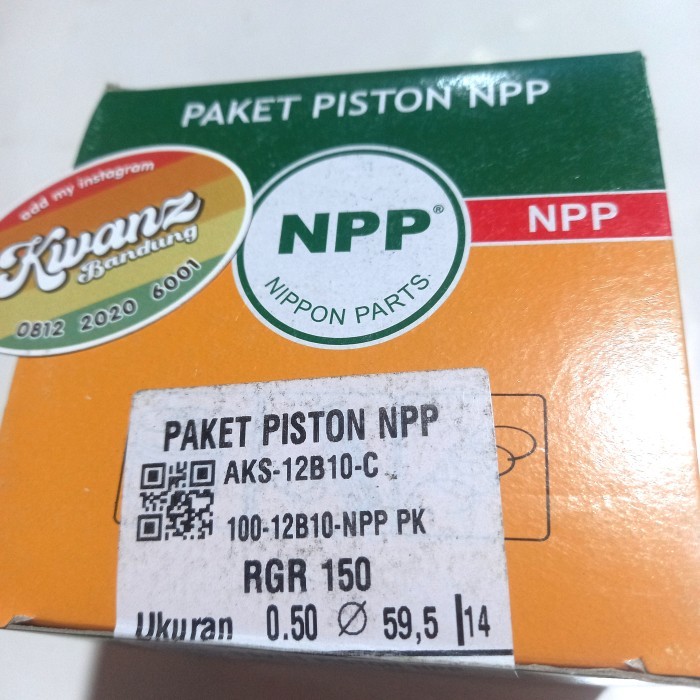 PAKET PISTON NPP
add my instagram
Kwanz
Bandung
0812 2020 6001
NPP®
NIPPON PARTS
NPP
PAKET PISTON NPP
AKS-12B10-C
100-12B10-NPP PK
RGR 150
Ukuran 0.50 Ø 59,5 |14